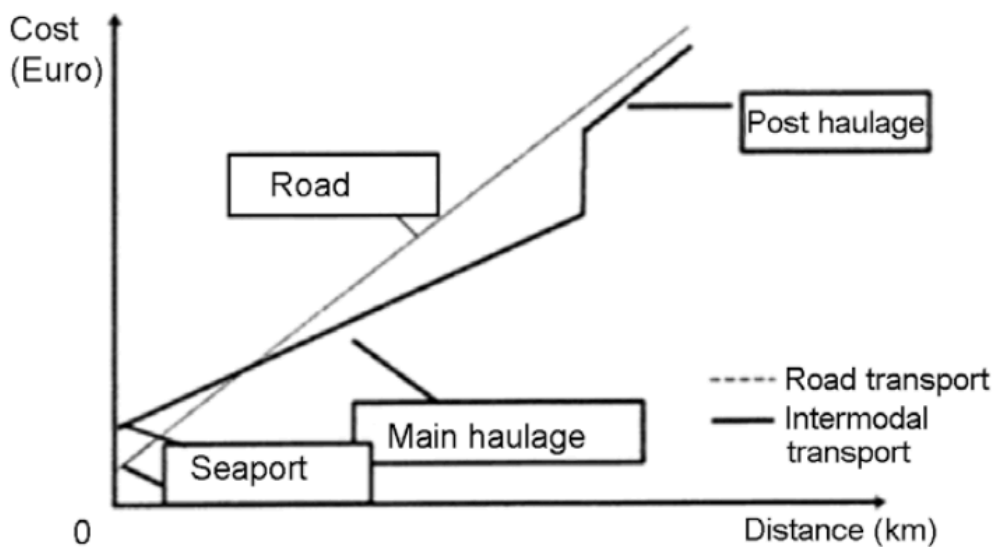 Cost
(Euro)
Post haulage
Road
Road transport
Intermodal
transport
Main haulage
Seaport
0
Distance (km)